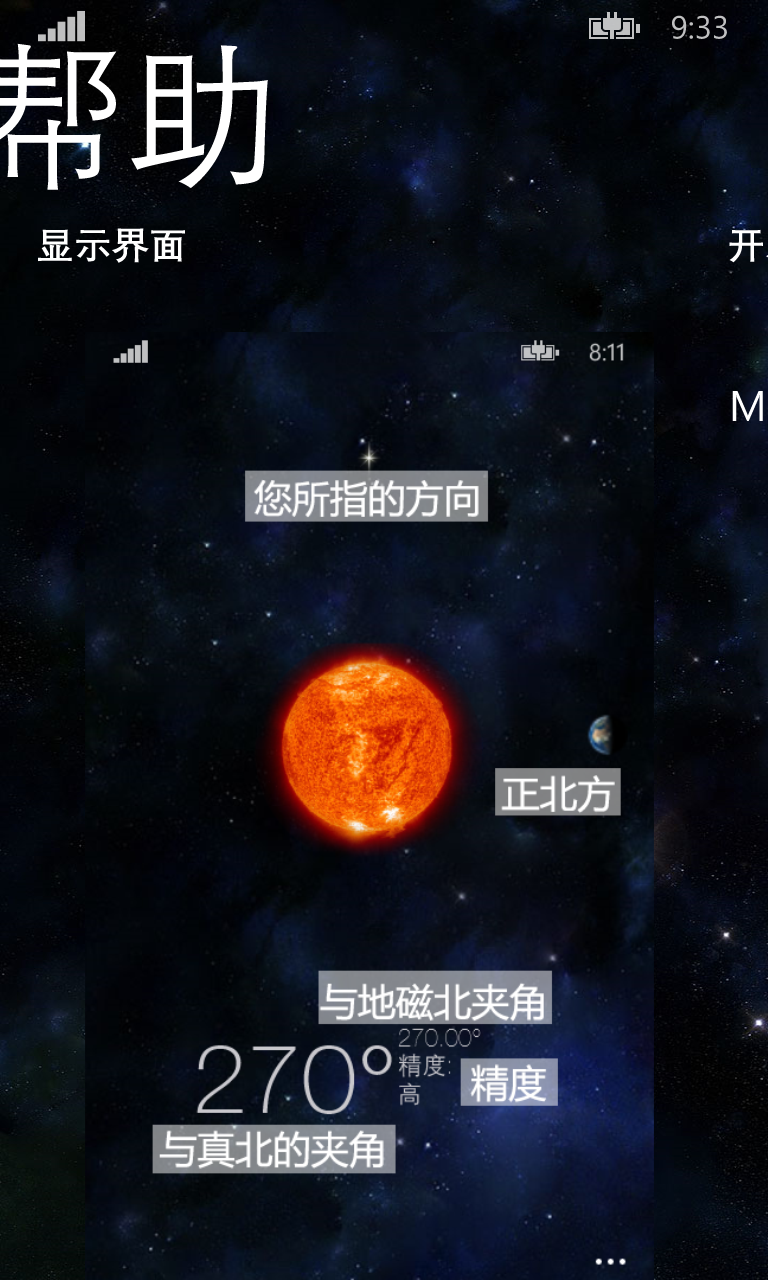 9:33
帮助
显示界面
开
8:11
M
您所指的方向
正北方
与地磁北夹角
270.00°
270°
精度:
高
精度
与真北的夹角